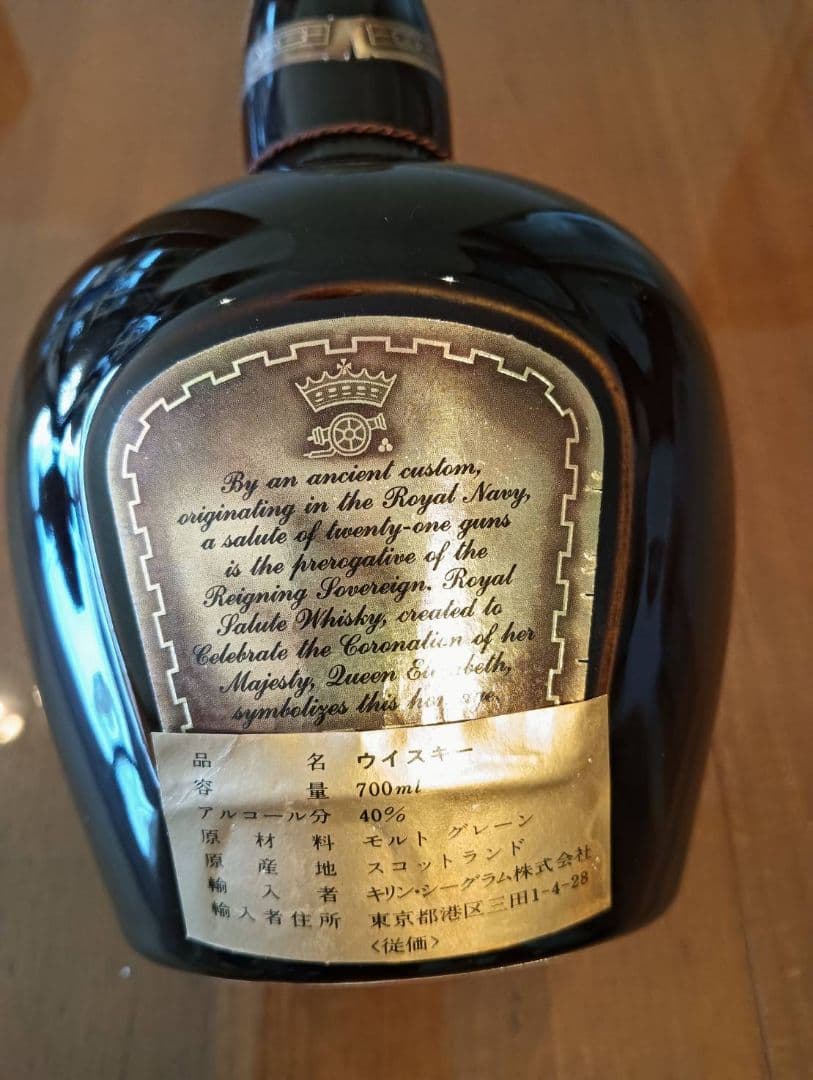 By an ancient custom,
originating in the Royal Navy,
a salute of twenty-one guns
is the prerogative of the
Reigning Sovereign. Royal
Salute Whisky, created to
Celebrate the Coronation of her
Majesty, Queen Elizabeth,
symbolizes this homage.
品名 ウイスキー
容量 700ml
アルコール分 40%
原材料 モルト グレーン
原産地 スコットランド
輸入者 キリン・シーグラム株式会社
輸入者住所 東京都港区三田1-4-28
<従価>